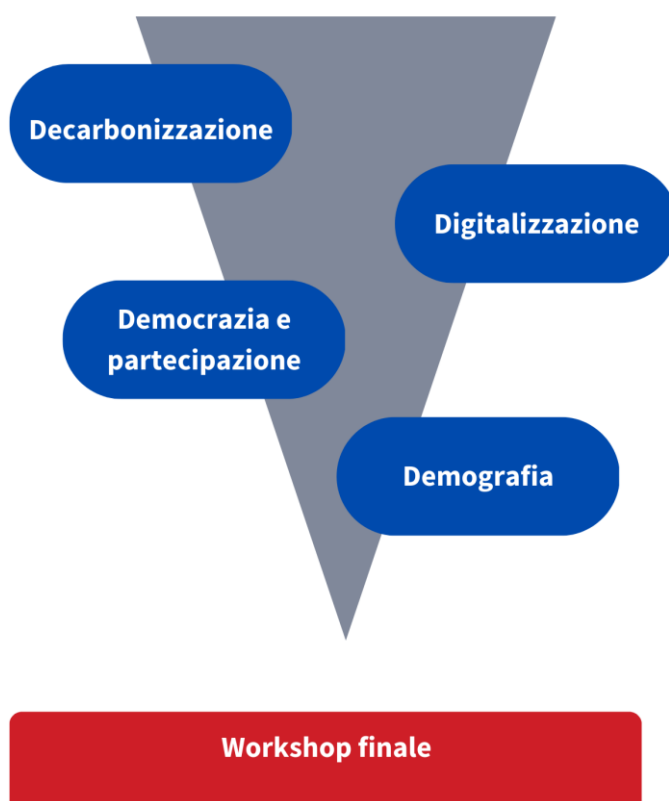 Decarbonizzazione
Digitalizzazione
Democrazia e
partecipazione
Demografia
Workshop finale